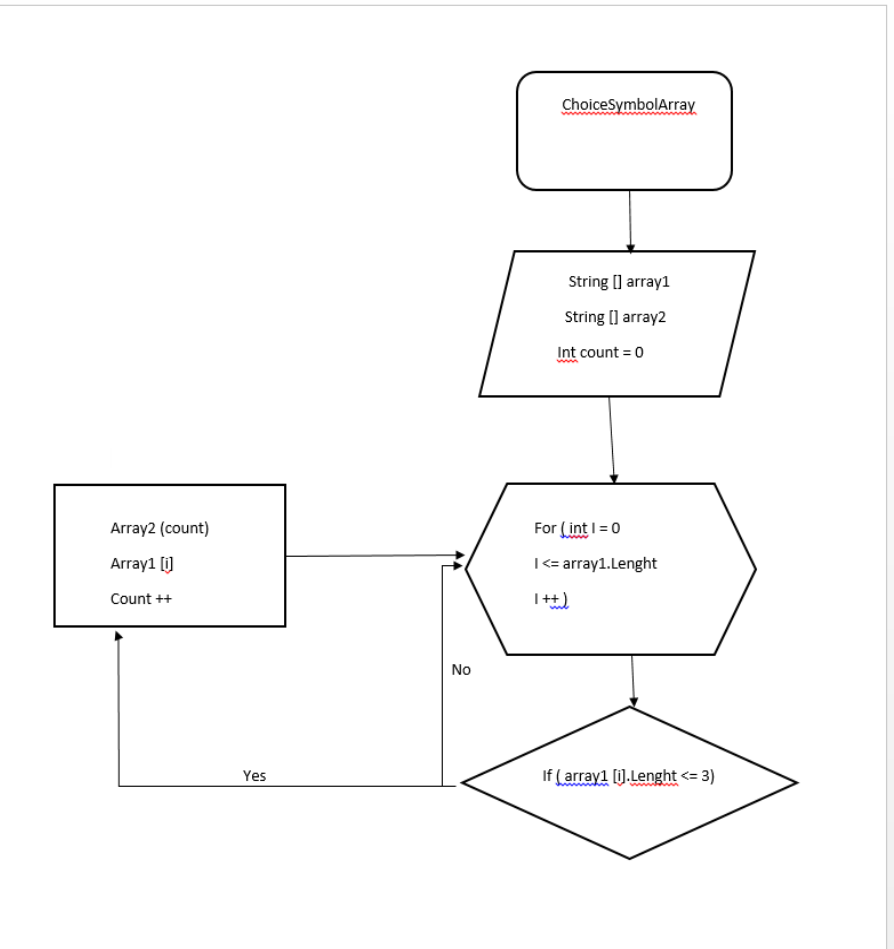 ChoiceSymbolArray
String [] array1
String [] array2
Int count = 0
Array2 (count)
Array1 [i]
Count ++
For ( int I = 0
I <= array1.Lenght
I ++ )
No
Yes
If ( array1 [i].Lenght <= 3)